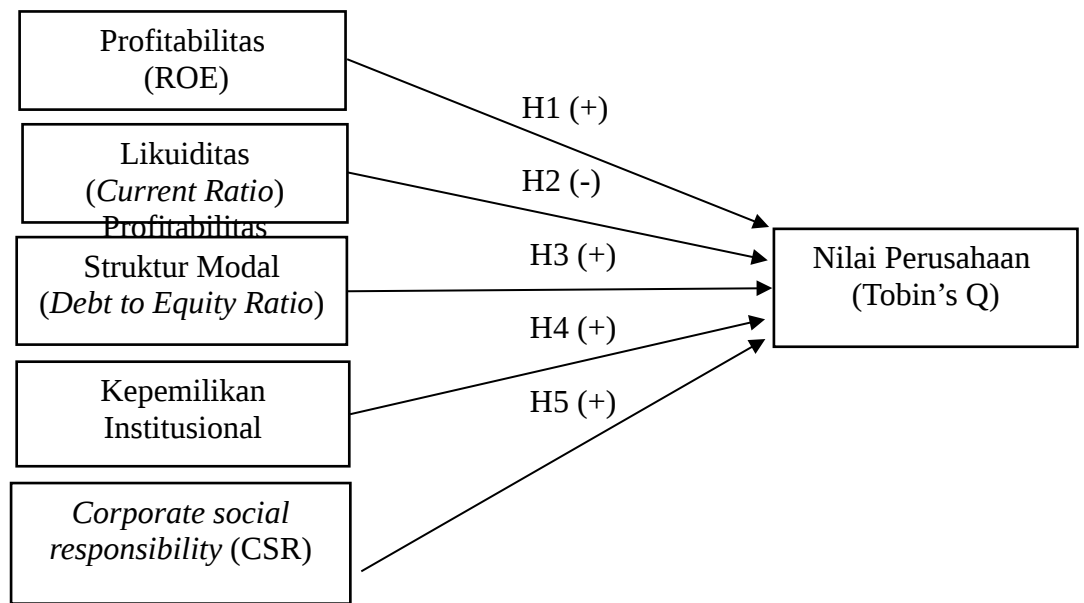 Profitabilitas
(ROE)
Likuiditas
(Current Ratio)
Profitabilitas
Struktur Modal
(Debt to Equity Ratio)
Kepemilikan
Institusional
Corporate social
responsibility (CSR)
H1 (+)
H2 (-)
H3 (+)
H4 (+)
H5 (+)
Nilai Perusahaan
(Tobin’s Q)